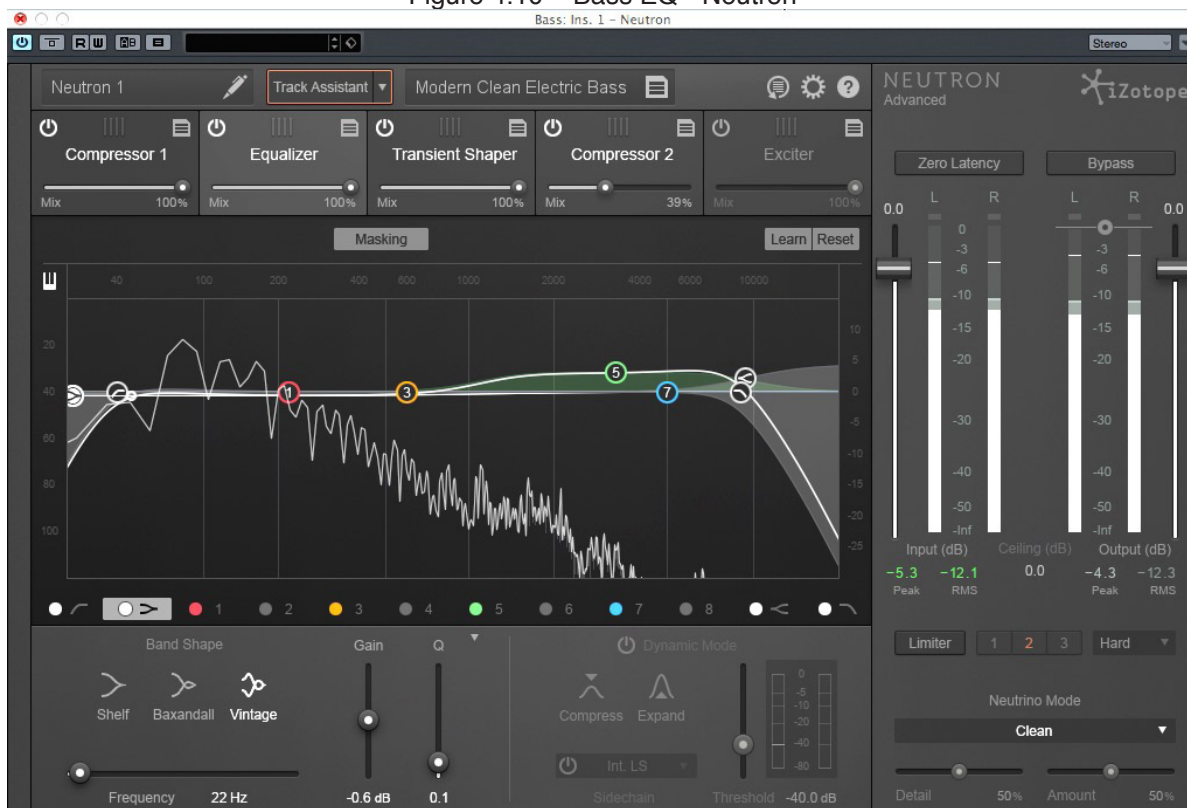 Figure 4.10 – Bass EQ - Neutron
Bass: Ins. 1 – Neutron
R W AB Stereo
Neutron 1 Track Assistant Modern Clean Electric Bass ?
NEUTRON
Advanced
iZotope
Compressor 1 Equalizer Transient Shaper Compressor 2 Exciter
Mix 100% Mix 100% Mix 100% Mix 39% Mix 100%
Zero Latency Bypass
L R L R
0.0 0.0
Masking Learn Reset
40 100 200 400 600 1000 2000 4000 6000 10000
20
40
60
80
100
10
5
0
-5
-10
-15
-20
-25
1 3 5 7
0
-3
-6
-10
-15
-20
-30
-40
-50
-Inf
-3
-6
-10
-15
-20
-30
-40
-50
-Inf
Input (dB) Ceiling (dB) Output (dB)
-5.3 -12.1 0.0 -4.3 -12.3
Peak RMS Peak RMS
1 2 3 4 5 6 7 8
Limiter 1 2 3 Hard
Band Shape Gain Q Dynamic Mode
Shelf Baxandall Vintage
Compress Expand
0
-5
-10
-20
-40
-80
Int. LS
Frequency 22 Hz -0.6 dB 0.1 Sidechain Threshold -40.0 dB
Neutrino Mode
Clean
Detail 50% Amount 50%